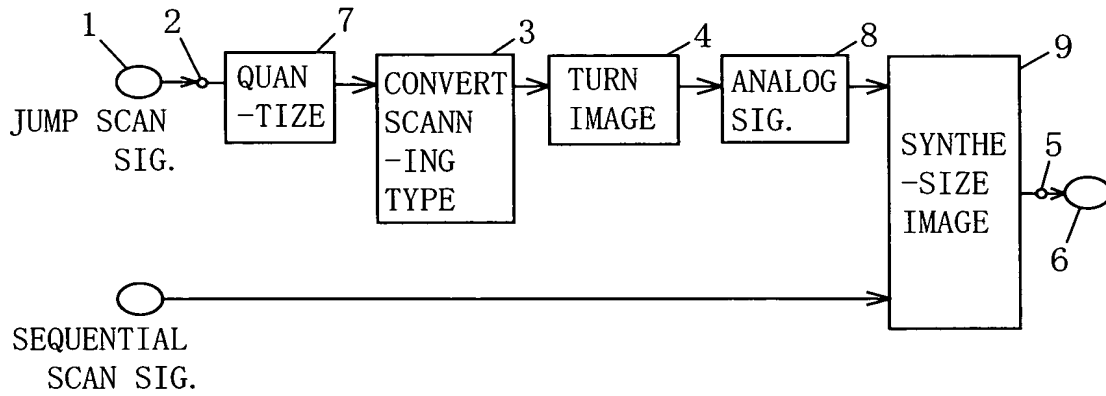 1
2
7
3
4
8
9
QUAN
-TIZE
CONVERT
SCANN
-ING
TYPE
TURN
IMAGE
ANALOG
SIG.
JUMP SCAN
SIG.
SYNTHE
-SIZE
IMAGE
5
6
SEQUENTIAL
SCAN SIG.